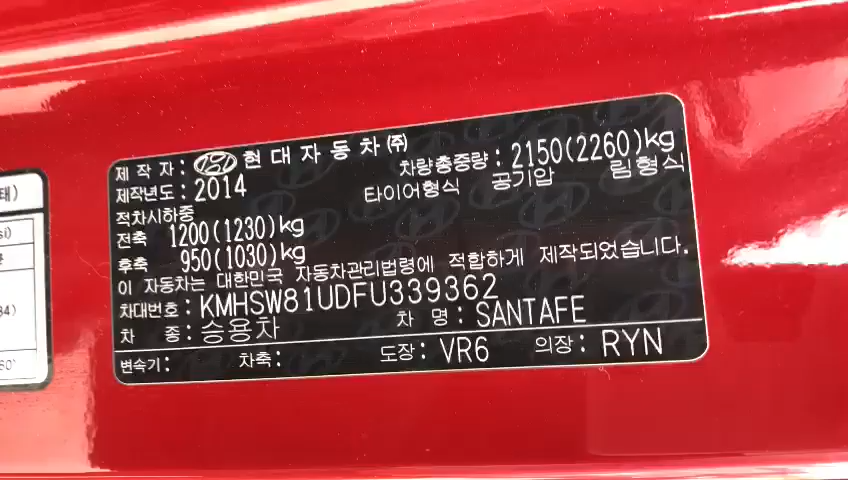 제 작 자: 현 대 자 동 차 (주)
차량총중량: 2150(2260)kg
제작년도: 2014
타이어형식 공기압 림형식
적차시하중
전축 1200(1230)kg
후축 950(1030)kg
이 자동차는 대한민국 자동차관리법령에 적합하게 제작되었습니다.
차대번호: KMHSW81UDFU339362
차 종: 승용차 차 명: SANTAFE
변속기: 차축: 도장: VR6 의장: RYN